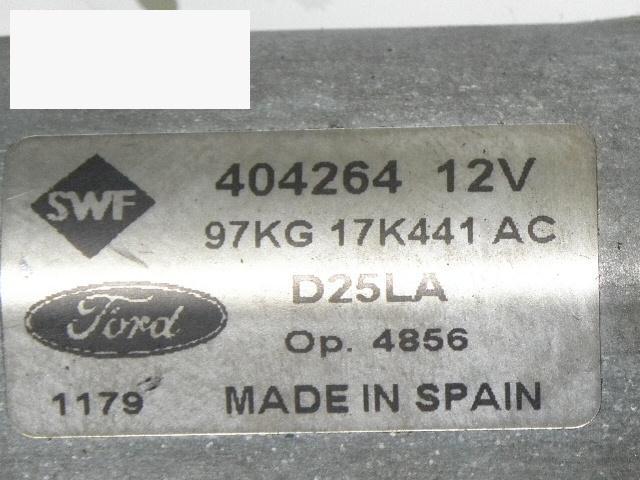 SWF
404264 12V
97KG 17K441 AC
D25LA
Ford
Op. 4856
1179
MADE IN SPAIN